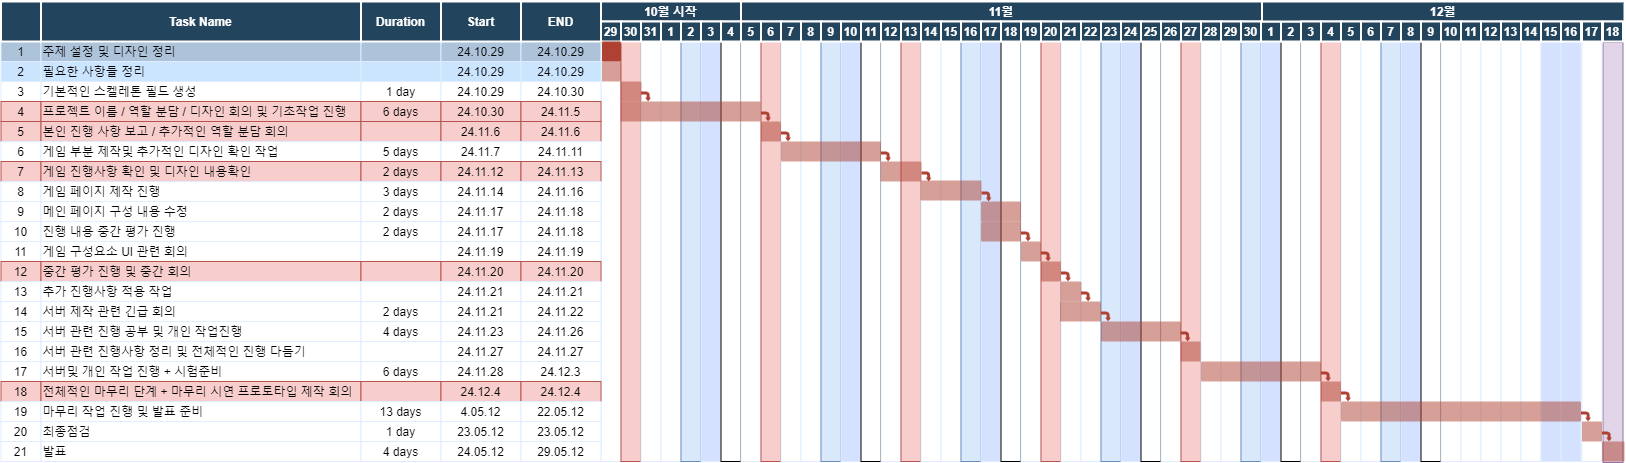 Task Name Duration Start END 10월 시작 11월 12월
29 30 31 1 2 3 4 5 6 7 8 9 10 11 12 13 14 15 16 17 18 19 20 21 22 23 24 25 26 27 28 29 30 1 2 3 4 5 6 7 8 9 10 11 12 13 14 15 16 17 18
1 주제 설정 및 디자인 정리 24.10.29 24.10.29
2 필요한 사항들 정리 24.10.29 24.10.29
3 기본적인 스켈레톤 필드 생성 1 day 24.10.29 24.10.30
4 프로젝트 이름 / 역할 분담 / 디자인 회의 및 기초작업 진행 6 days 24.10.30 24.11.5
5 본인 진행 사항 보고 / 추가적인 역할 분담 회의 24.11.6 24.11.6
6 게임 부분 제작및 추가적인 디자인 확인 작업 5 days 24.11.7 24.11.11
7 게임 진행사항 확인 및 디자인 내용확인 2 days 24.11.12 24.11.13
8 게임 페이지 제작 진행 3 days 24.11.14 24.11.16
9 메인 페이지 구성 내용 수정 2 days 24.11.17 24.11.18
10 진행 내용 중간 평가 진행 2 days 24.11.17 24.11.18
11 게임 구성요소 UI 관련 회의 24.11.19 24.11.19
12 중간 평가 진행 및 중간 회의 24.11.20 24.11.20
13 추가 진행사항 적용 작업 24.11.21 24.11.21
14 서버 제작 관련 긴급 회의 2 days 24.11.21 24.11.22
15 서버 관련 진행 공부 및 개인 작업진행 4 days 24.11.23 24.11.26
16 서버 관련 진행사항 정리 및 전체적인 진행 다듬기 24.11.27 24.11.27
17 서버및 개인 작업 진행 + 시험준비 6 days 24.11.28 24.12.3
18 전체적인 마무리 단계 + 마무리 시연 프로토타입 제작 회의 24.12.4 24.12.4
19 마무리 작업 진행 및 발표 준비 13 days 4.05.12 22.05.12
20 최종점검 1 day 23.05.12 23.05.12
21 발표 4 days 24.05.12 29.05.12